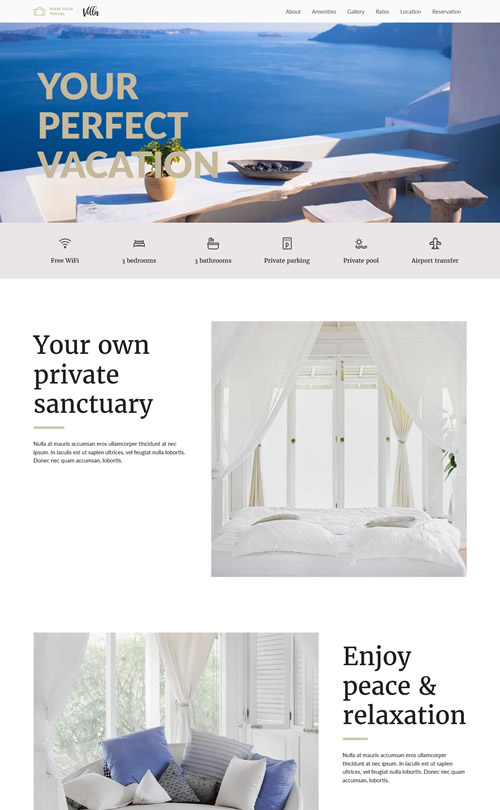 BOOK YOUR
TRAVEL
Villa
About Amenities Gallery Rates Location Reservation
YOUR
PERFECT
VACATION
Free WiFi
3 bedrooms
3 bathrooms
Private parking
Private pool
Airport transfer
Your own
private
sanctuary
Nulla at mauris accumsan eros ullamcorper tincidunt at nec
ipsum. In iaculis est ut sapien ultrices, vel feugiat nulla lobortis.
Donec nec quam accumsan, lobortis.
Enjoy
peace &
relaxation
Nulla at mauris accumsan eros ullamcorper
tincidunt at nec ipsum. In iaculis est ut sapien
ultricies, vel feugiat nulla lobortis. Donec nec quam
accumsan, lobortis.